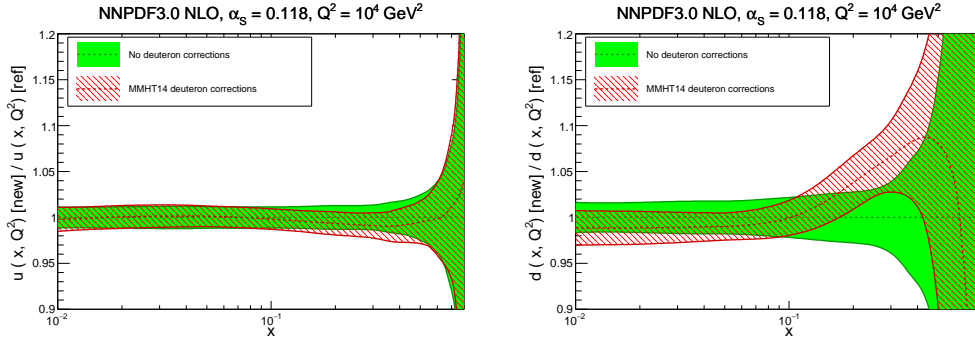 NNPDF3.0 NLO, αS = 0.118, Q2 = 104 GeV2
No deuteron corrections
MMHT14 deuteron corrections
u ( x, Q2) [new] / u ( x, Q2) [ref]
1.2
1.15
1.1
1.05
1
0.95
0.9
10−2
10−1
x
NNPDF3.0 NLO, αS = 0.118, Q2 = 104 GeV2
No deuteron corrections
MMHT14 deuteron corrections
d ( x, Q2) [new] / d ( x, Q2) [ref]
1.2
1.15
1.1
1.05
1
0.95
0.9
10−2
10−1
x